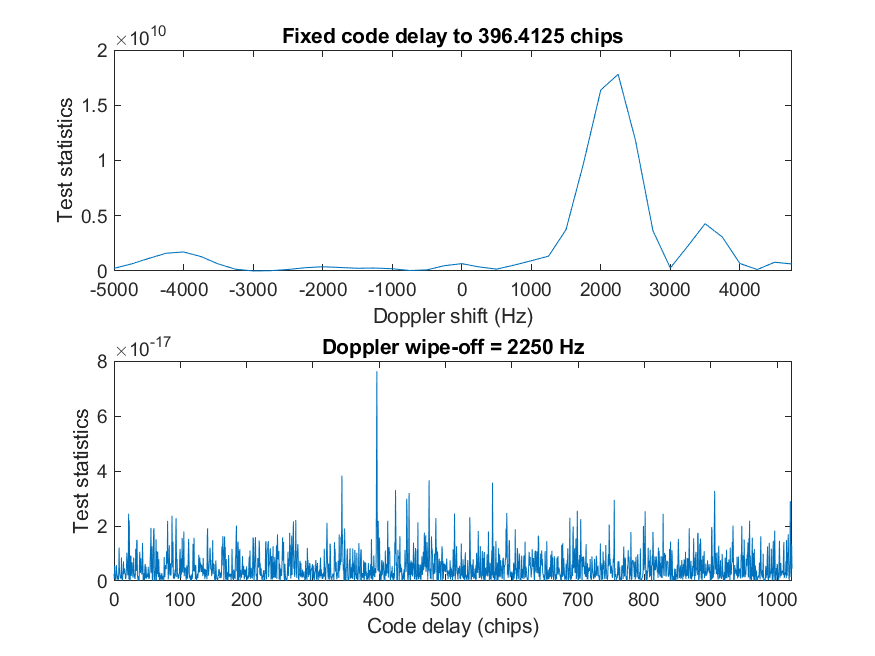 ×10^10
Fixed code delay to 396.4125 chips
2
1.5
1
0.5
0
Test statistics
-5000 -4000 -3000 -2000 -1000 0 1000 2000 3000 4000
Doppler shift (Hz)
×10^-17
Doppler wipe-off = 2250 Hz
8
6
4
2
0
Test statistics
0 100 200 300 400 500 600 700 800 900 1000
Code delay (chips)